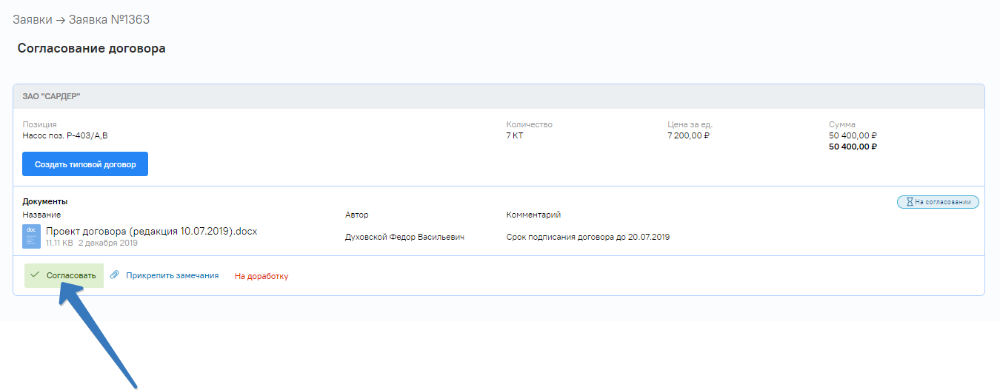 Заявки → Заявка №1363
Согласование договора
ЗАО "САРДЕР"
Позиция Количество Цена за ед. Сумма
Насос поз. Р-403/А,В 7 КТ 7 200,00 ₽ 50 400,00 ₽
50 400,00 ₽
Создать типовой договор
Документы На согласовании
Название Автор Комментарий
doc Проект договора (редакция 10.07.2019).docx
Духовской Федор Васильевич Срок подписания договора до 20.07.2019
11.11 KB 2 декабря 2019
Согласовать Прикрепить замечания На доработку